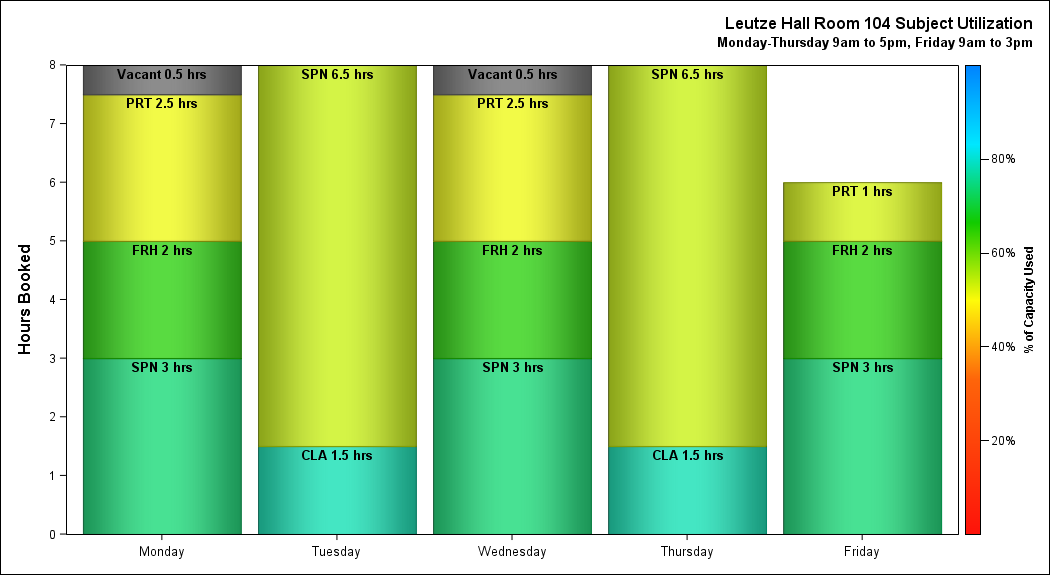 Leutze Hall Room 104 Subject Utilization
Monday-Thursday 9am to 5pm, Friday 9am to 3pm
Hours Booked
8
7
6
5
4
3
2
1
0
Vacant 0.5 hrs
PRT 2.5 hrs
FRH 2 hrs
SPN 3 hrs
SPN 6.5 hrs
CLA 1.5 hrs
Vacant 0.5 hrs
PRT 2.5 hrs
FRH 2 hrs
SPN 3 hrs
SPN 6.5 hrs
CLA 1.5 hrs
PRT 1 hrs
FRH 2 hrs
SPN 3 hrs
Monday
Tuesday
Wednesday
Thursday
Friday
80%
60%
40%
20%
% of Capacity Used